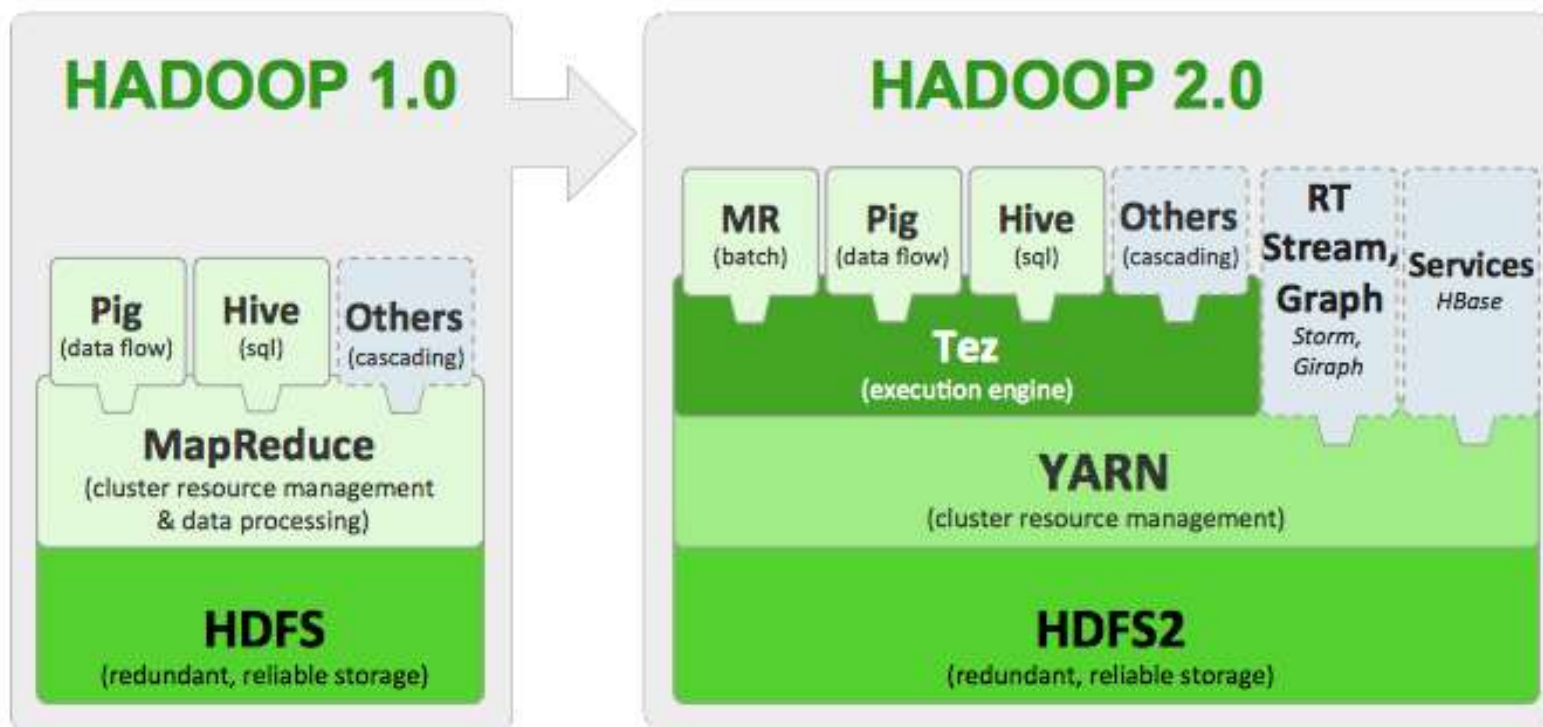 HADOOP 1.0
Pig
(data flow)
Hive
(sql)
Others
(cascading)
MapReduce
(cluster resource management
& data processing)
HDFS
(redundant, reliable storage)
HADOOP 2.0
MR
(batch)
Pig
(data flow)
Hive
(sql)
Others
(cascading)
RT
Stream,
Graph
Storm,
Giraph
Services
HBase
Tez
(execution engine)
YARN
(cluster resource management)
HDFS2
(redundant, reliable storage)